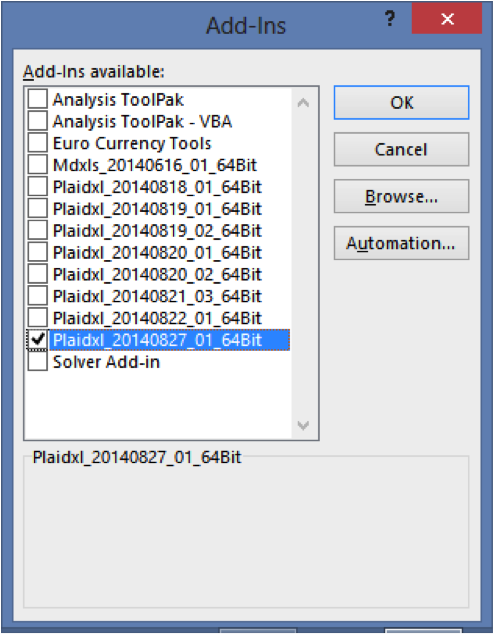 Add-Ins
?
Add-Ins available:
Analysis ToolPak
Analysis ToolPak - VBA
Euro Currency Tools
Mdxls_20140616_01_64Bit
Plaidxl_20140818_01_64Bit
Plaidxl_20140819_01_64Bit
Plaidxl_20140819_02_64Bit
Plaidxl_20140820_01_64Bit
Plaidxl_20140820_02_64Bit
Plaidxl_20140821_03_64Bit
Plaidxl_20140822_01_64Bit
Plaidxl_20140827_01_64Bit
Solver Add-in
OK
Cancel
Browse...
Automation...
Plaidxl_20140827_01_64Bit